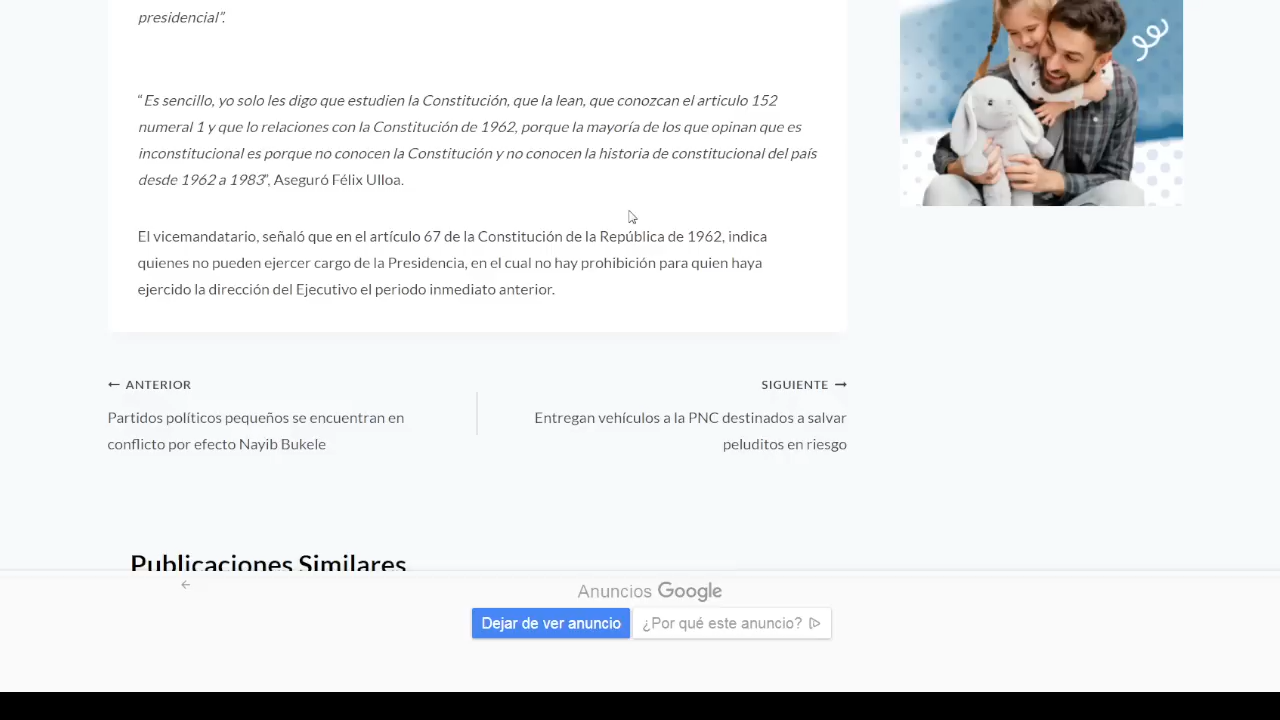 presidencial”.
“Es sencillo, yo solo les digo que estudien la Constitución, que la lean, que conozcan el articulo 152
numeral 1 y que lo relaciones con la Constitución de 1962, porque la mayoría de los que opinan que es
inconstitucional es porque no conocen la Constitución y no conocen la historia de constitucional del país
desde 1962 a 1983”, Aseguró Félix Ulloa.
El vicemandatario, señaló que en el artículo 67 de la Constitución de la República de 1962, indica
quienes no pueden ejercer cargo de la Presidencia, en el cual no hay prohibición para quien haya
ejercido la dirección del Ejecutivo el periodo inmediato anterior.
← ANTERIOR
Partidos políticos pequeños se encuentran en
conflicto por efecto Nayib Bukele
SIGUIENTE →
Entregan vehículos a la PNC destinados a salvar
peluditos en riesgo
Publicaciones Similares
Anuncios Google
Dejar de ver anuncio
¿Por qué este anuncio?